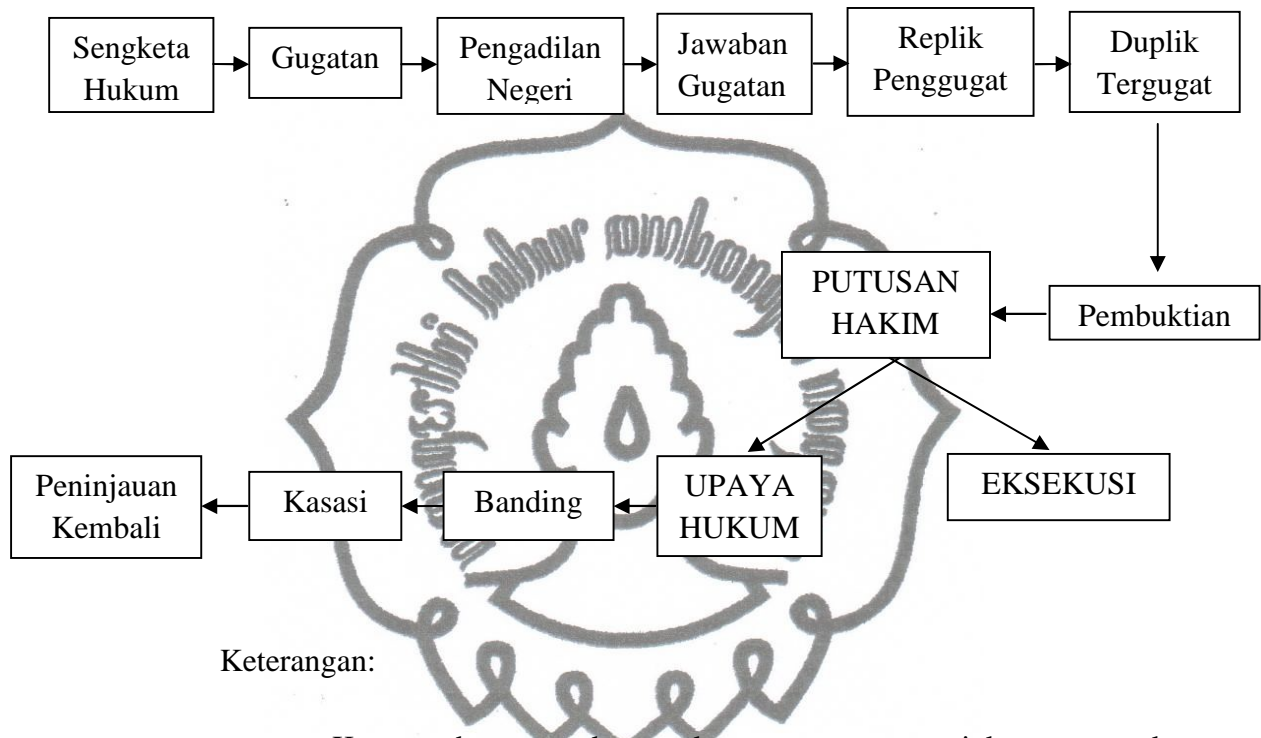 Sengketa
Hukum
Gugatan
Pengadilan
Negeri
Jawaban
Gugatan
Replik
Penggugat
Duplik
Tergugat
Pembuktian
PUTUSAN
HAKIM
EKSEKUSI
UPAYA
HUKUM
Banding
Kasasi
Peninjauan
Kembali
Keterangan: